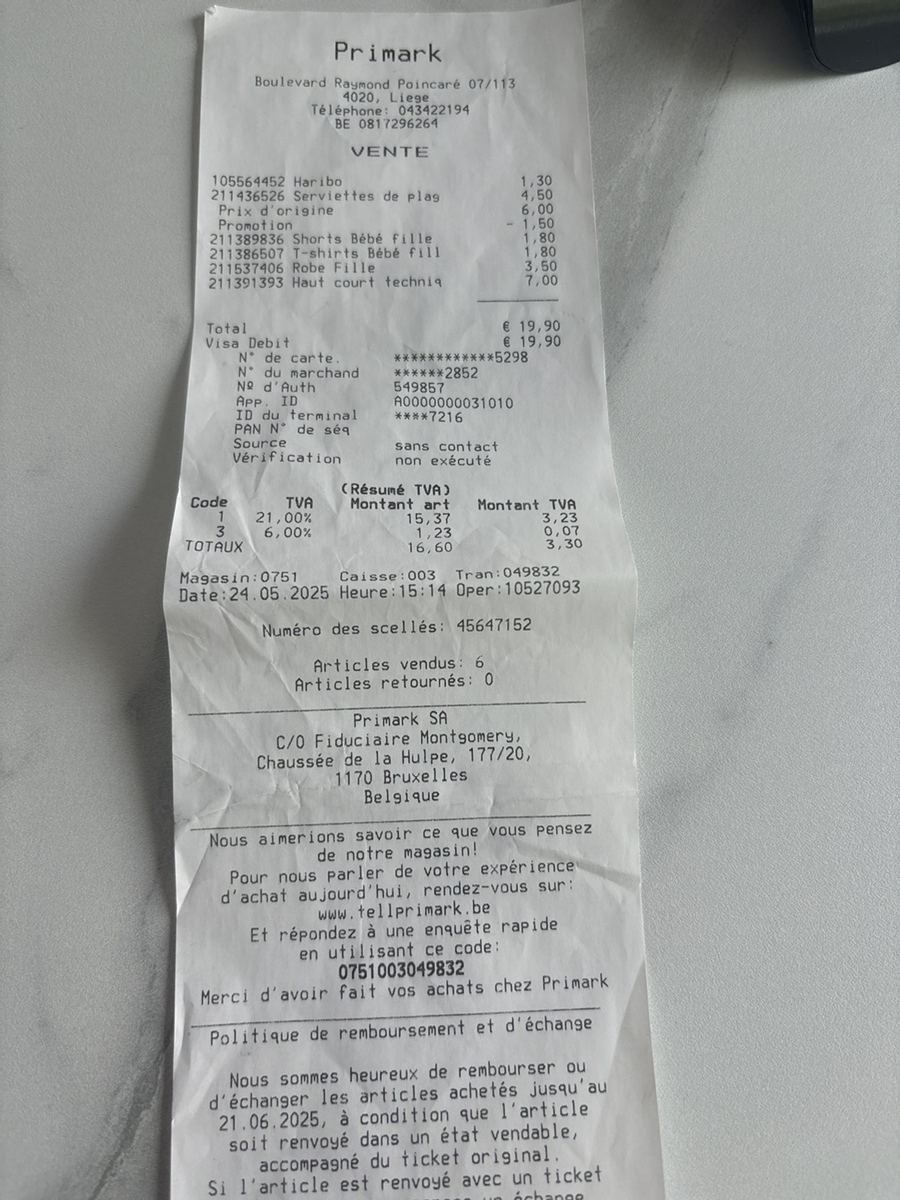 Primark
Boulevard Raymond Poincaré 07/113
4020, Liege
Téléphone: 043422194
BE 0817296264
VENTE
105564452 Haribo 1,30
211436526 Serviettes de plag 4,50
Prix d'origine 6,00
Promotion - 1,50
211389836 Shorts Bébé fille 1,80
211386507 T-shirts Bébé fill 1,80
211537406 Robe Fille 3,50
211391393 Haut court techniq 7,00
Total € 19,90
Visa Debit € 19,90
N° de carte. ************5298
N° du marchand ******2852
Nº d'Auth 549857
App. ID A0000000031010
ID du terminal ****7216
PAN N° de séq
Source sans contact
Vérification non exécuté
(Résumé TVA)
Code TVA Montant art Montant TVA
1 21,00% 15,37 3,23
3 6,00% 1,23 0,07
TOTAUX 16,60 3,30
Magasin:0751 Caisse:003 Tran:049832
Date:24.05.2025 Heure:15:14 Oper:10527093
Numéro des scellés: 45647152
Articles vendus: 6
Articles retournés: 0
Primark SA
C/O Fiduciaire Montgomery,
Chaussée de la Hulpe, 177/20,
1170 Bruxelles
Belgique
Nous aimerions savoir ce que vous pensez
de notre magasin!
Pour nous parler de votre expérience
d'achat aujourd'hui, rendez-vous sur:
www.tellprimark.be
Et répondez à une enquête rapide
en utilisant ce code:
0751003049832
Merci d'avoir fait vos achats chez Primark
Politique de remboursement et d'échange
Nous sommes heureux de rembourser ou
d'échanger les articles achetés jusqu'au
21.06.2025, à condition que l'article
soit renvoyé dans un état vendable,
accompagné du ticket original.
Si l'article est renvoyé avec un ticket
un échange